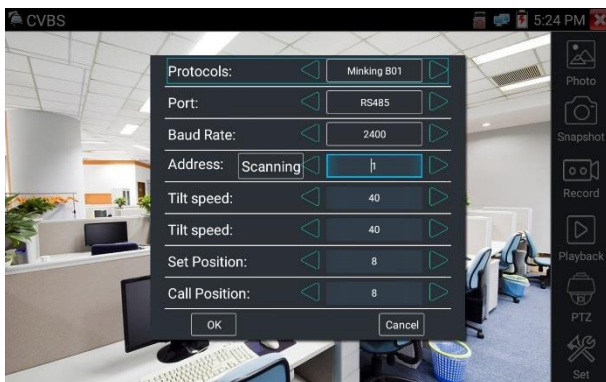 CVBS
5:24 PM
Protocols: Minking B01
Port: RS485
Baud Rate: 2400
Address: Scanning 1
Tilt speed: 40
Tilt speed: 40
Set Position: 8
Call Position: 8
OK Cancel
Photo
Snapshot
Record
Playback
PTZ
Set